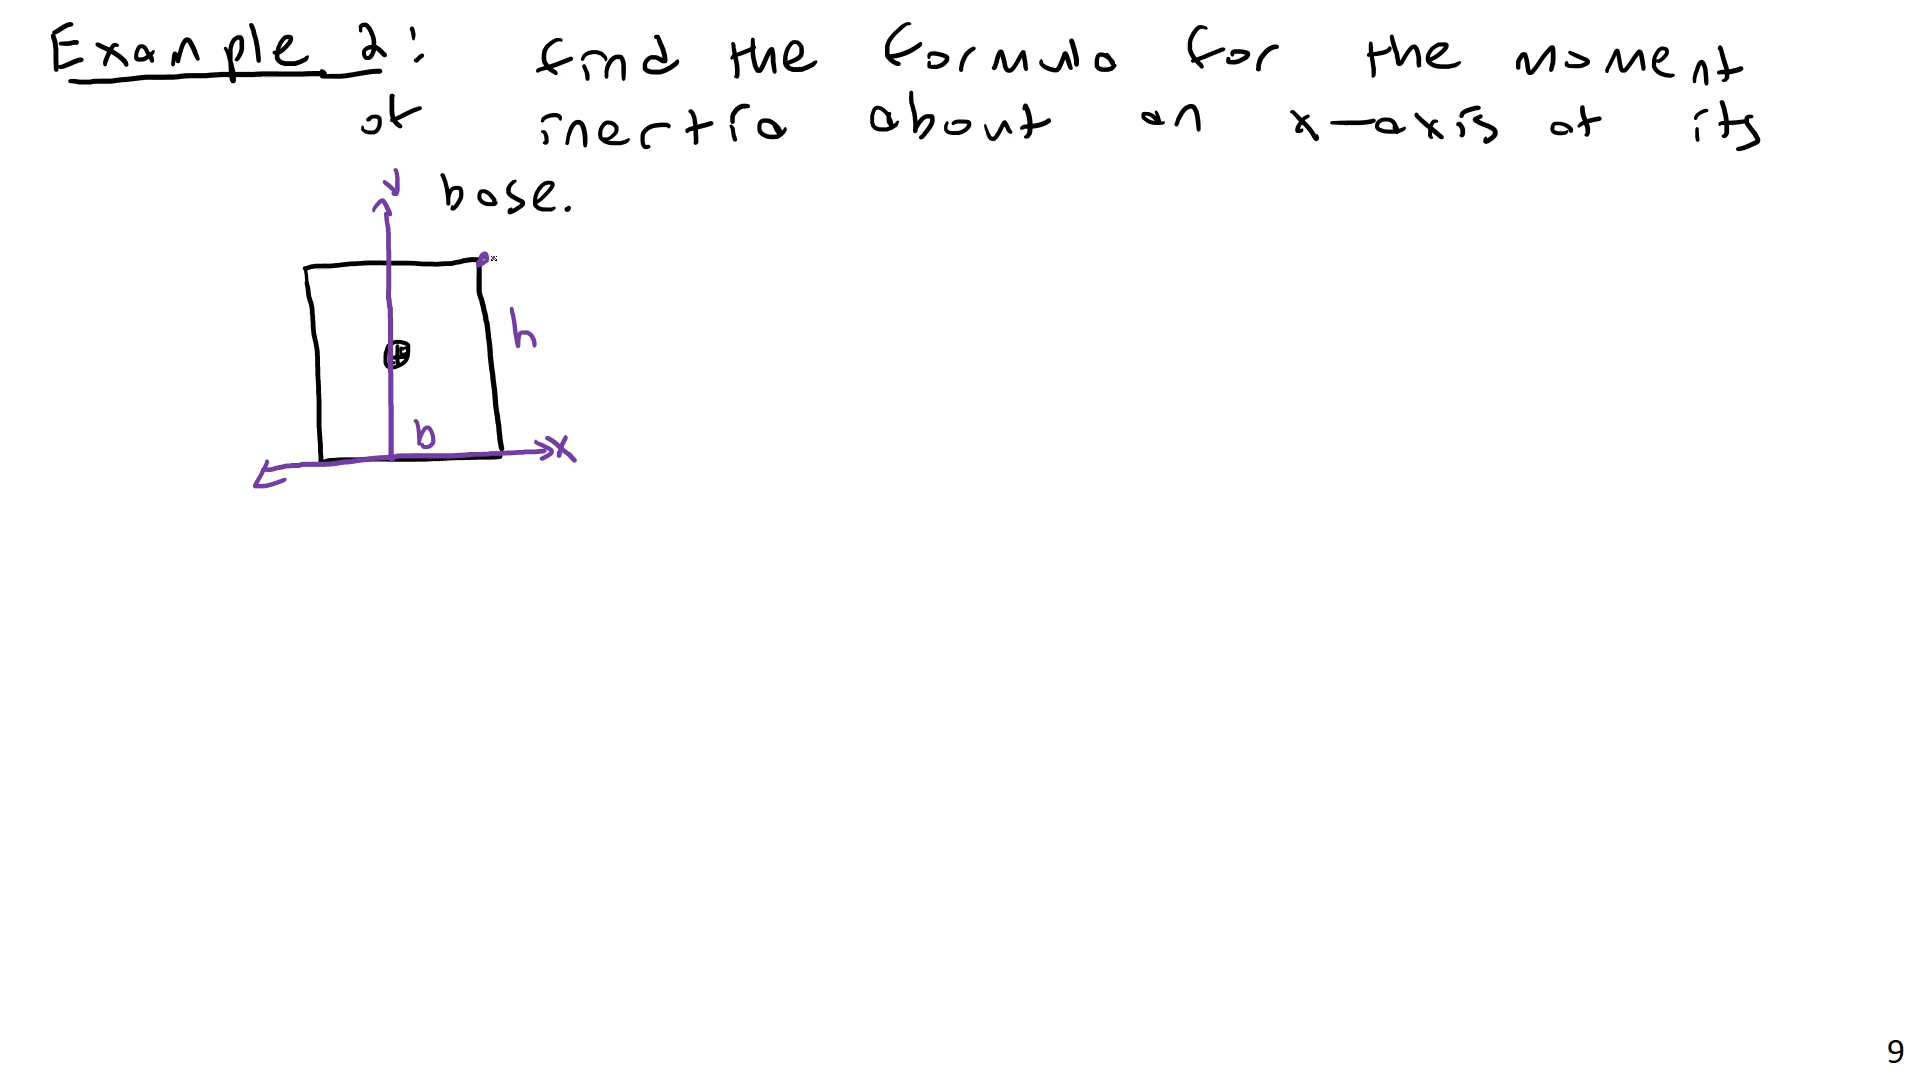 Example 2: find the formula for the moment
of inertia about an x-axis at its
base.
y
h
b
x
9